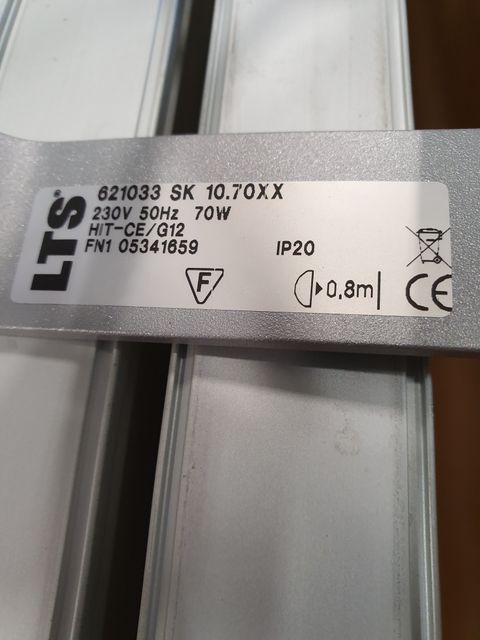 LTS®
621033 SK 10.70XX
230V 50Hz 70W
HIT-CE/G12
FN1 05341659
IP20
F
0,8m
CE